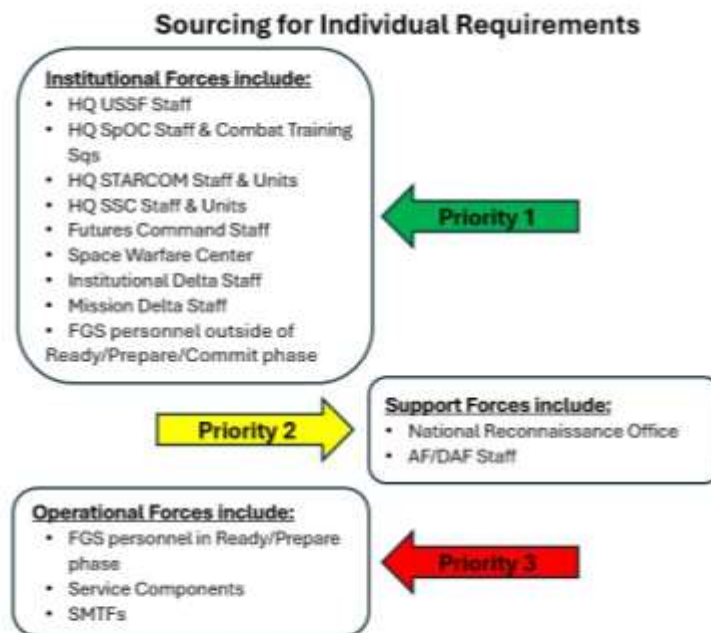 Sourcing for Individual Requirements
Institutional Forces include:
• HQ USSF Staff
• HQ SpOC Staff & Combat Training
Sqs
• HQ STARCOM Staff & Units
• HQ SSC Staff & Units
• Futures Command Staff
• Space Warfare Center
• Institutional Delta Staff
• Mission Delta Staff
• FGS personnel outside of
Ready/Prepare/Commit phase
Priority 1
Priority 2
Support Forces include:
• National Reconnaissance Office
• AF/DAF Staff
Operational Forces include:
• FGS personnel in Ready/Prepare
phase
• Service Components
• SMTFs
Priority 3